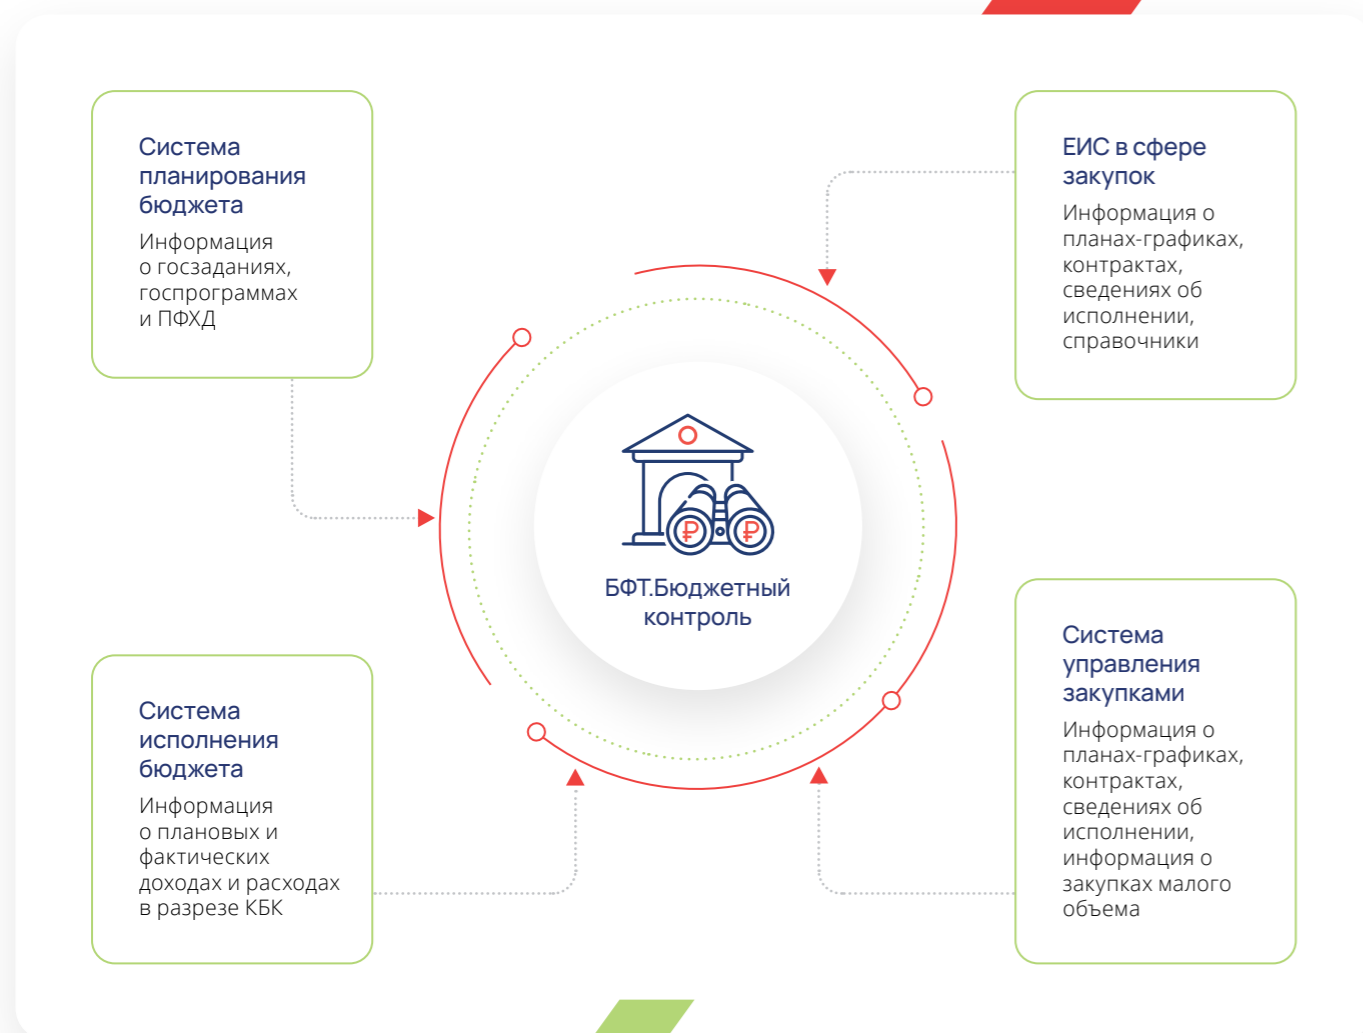 Система
планирования
бюджета
Информация
о госзаданиях,
госпрограммах
и ПФХД
ЕИС в сфере
закупок
Информация о
планах-графиках,
контрактах,
сведениях об
исполнении,
справочники
БФТ.Бюджетный
контроль
Система
исполнения
бюджета
Информация
о плановых и
фактических
доходах и расходах
в разрезе КБК
Система
управления
закупками
Информация о
планах-графиках,
контрактах,
сведениях об
исполнении,
информация о
закупках малого
объема